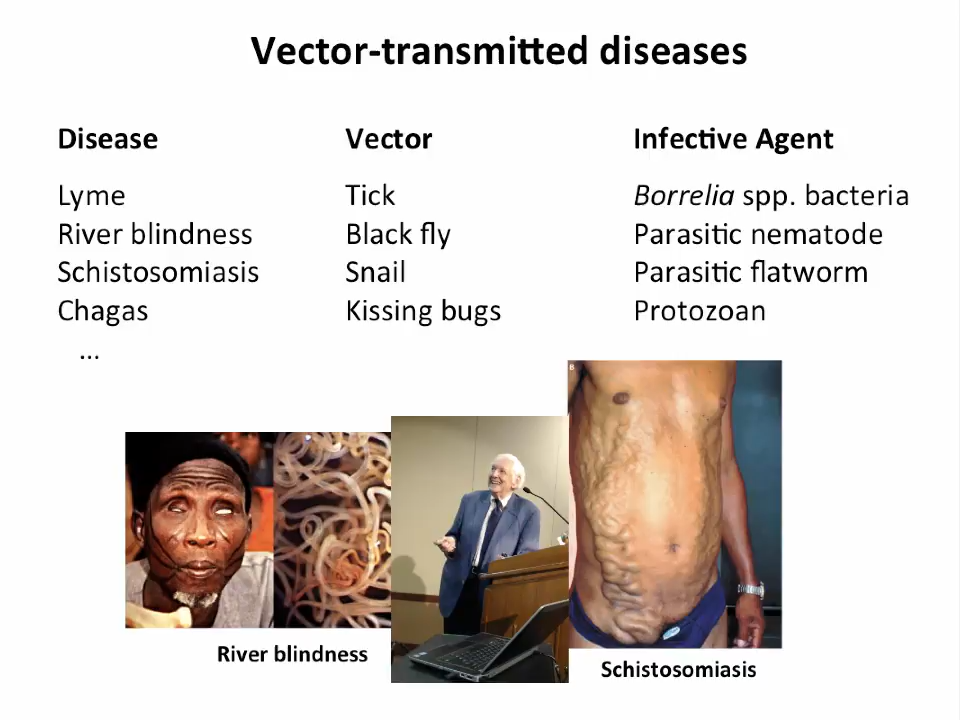 Vector-transmitted diseases
Disease Vector Infective Agent
Lyme Tick Borrelia spp. bacteria
River blindness Black fly Parasitic nematode
Schistosomiasis Snail Parasitic flatworm
Chagas Kissing bugs Protozoan
...
B
River blindness
Schistosomiasis